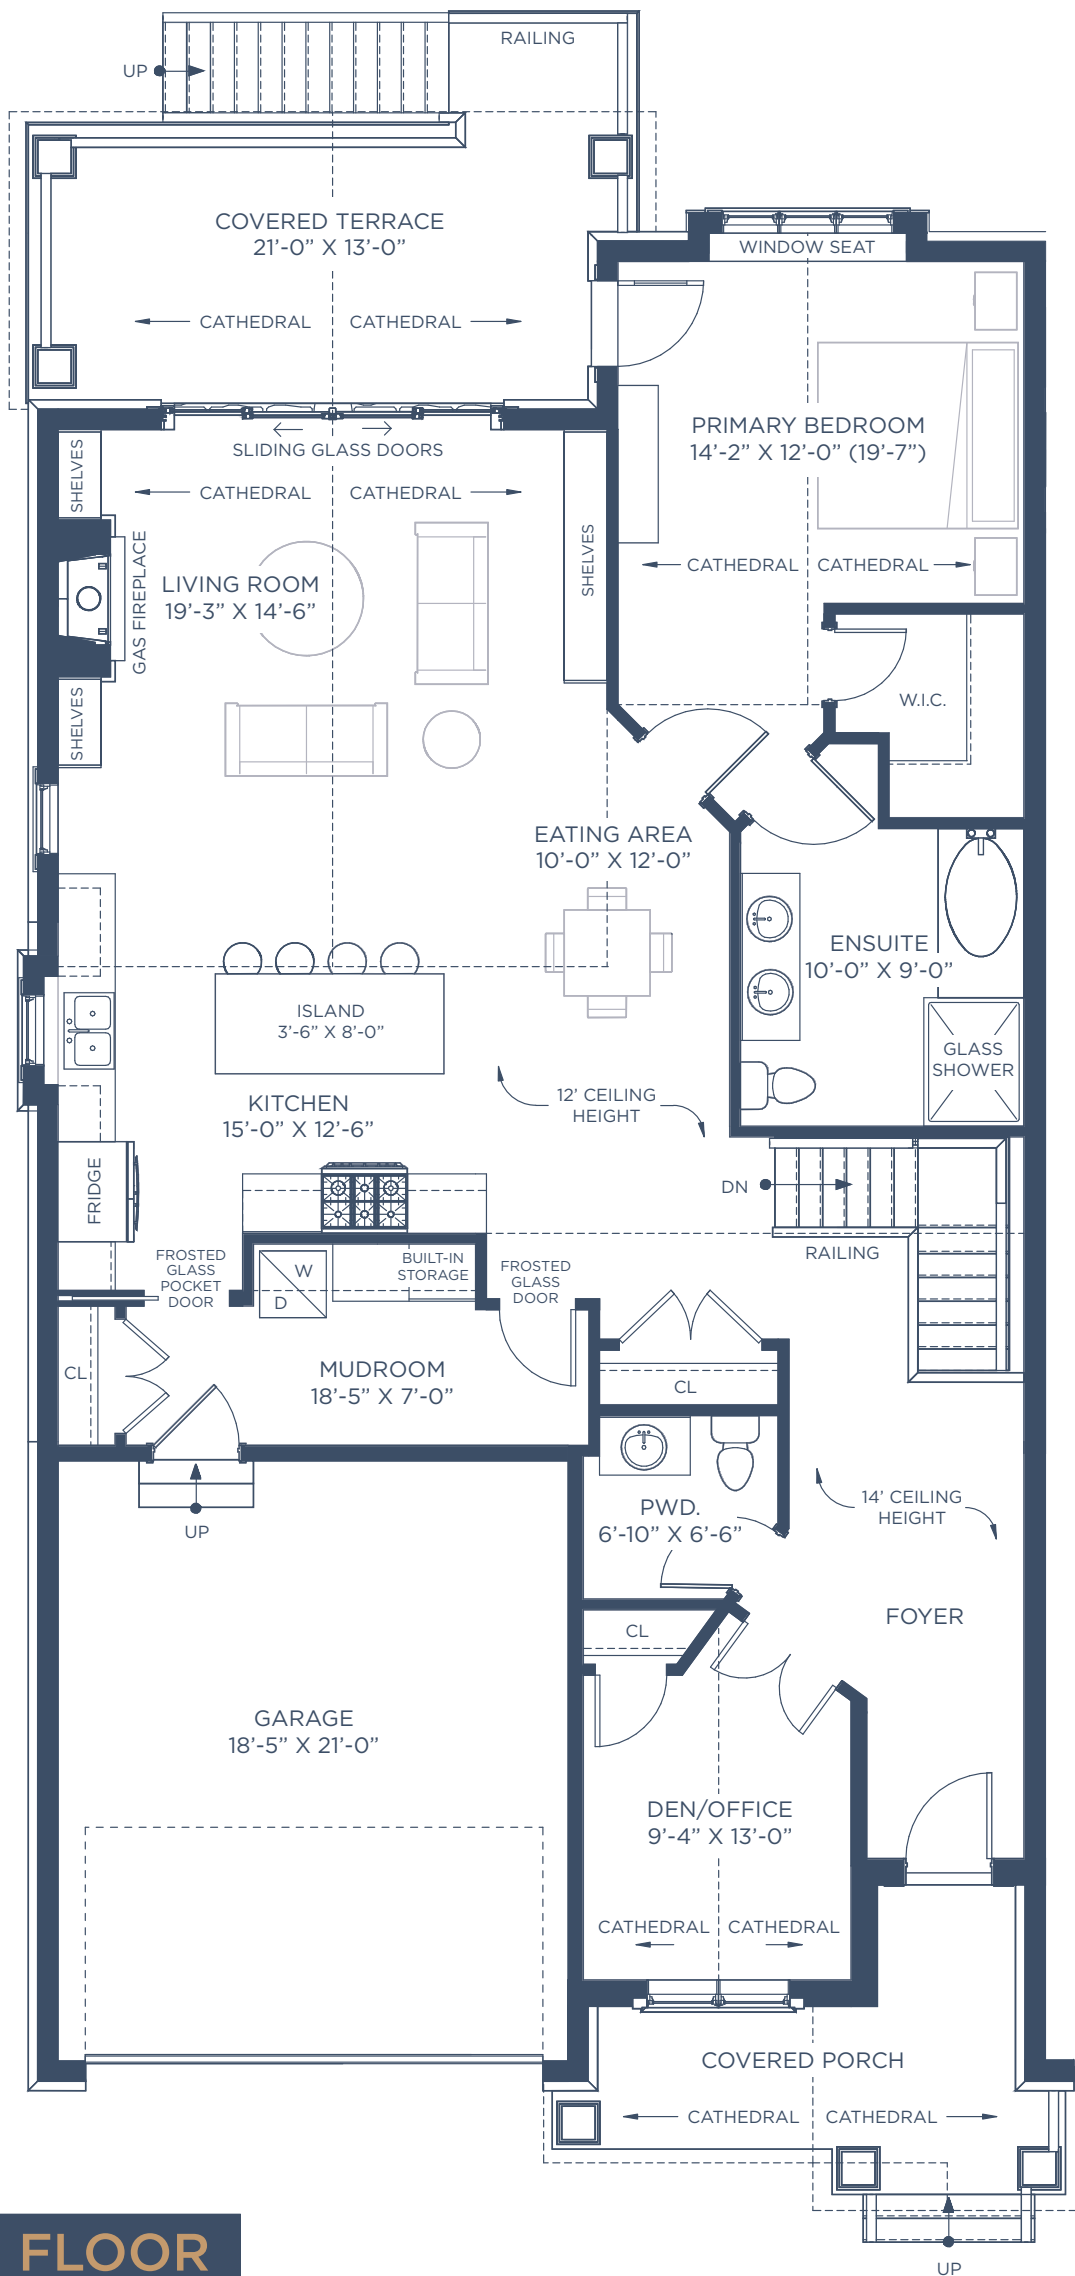 RAILING
UP
COVERED TERRACE
21'-0" X 13'-0"
WINDOW SEAT
CATHEDRAL CATHEDRAL
PRIMARY BEDROOM
14'-2" X 12'-0" (19'-7")
SLIDING GLASS DOORS
SHELVES
CATHEDRAL CATHEDRAL
SHELVES
GAS FIREPLACE
LIVING ROOM
19'-3" X 14'-6"
CATHEDRAL CATHEDRAL
SHELVES
W.I.C.
EATING AREA
10'-0" X 12'-0"
ENSUITE
10'-0" X 9'-0"
ISLAND
3'-6" X 8'-0"
GLASS
SHOWER
KITCHEN
15'-0" X 12'-6"
12' CEILING
HEIGHT
FRIDGE
DN
RAILING
FROSTED
GLASS
POCKET
DOOR
W
D
BUILT-IN
STORAGE
FROSTED
GLASS
DOOR
CL
MUDROOM
18'-5" X 7'-0"
CL
UP
PWD.
6'-10" X 6'-6"
14' CEILING
HEIGHT
CL
FOYER
GARAGE
18'-5" X 21'-0"
DEN/OFFICE
9'-4" X 13'-0"
CATHEDRAL CATHEDRAL
COVERED PORCH
CATHEDRAL CATHEDRAL
FLOOR
UP